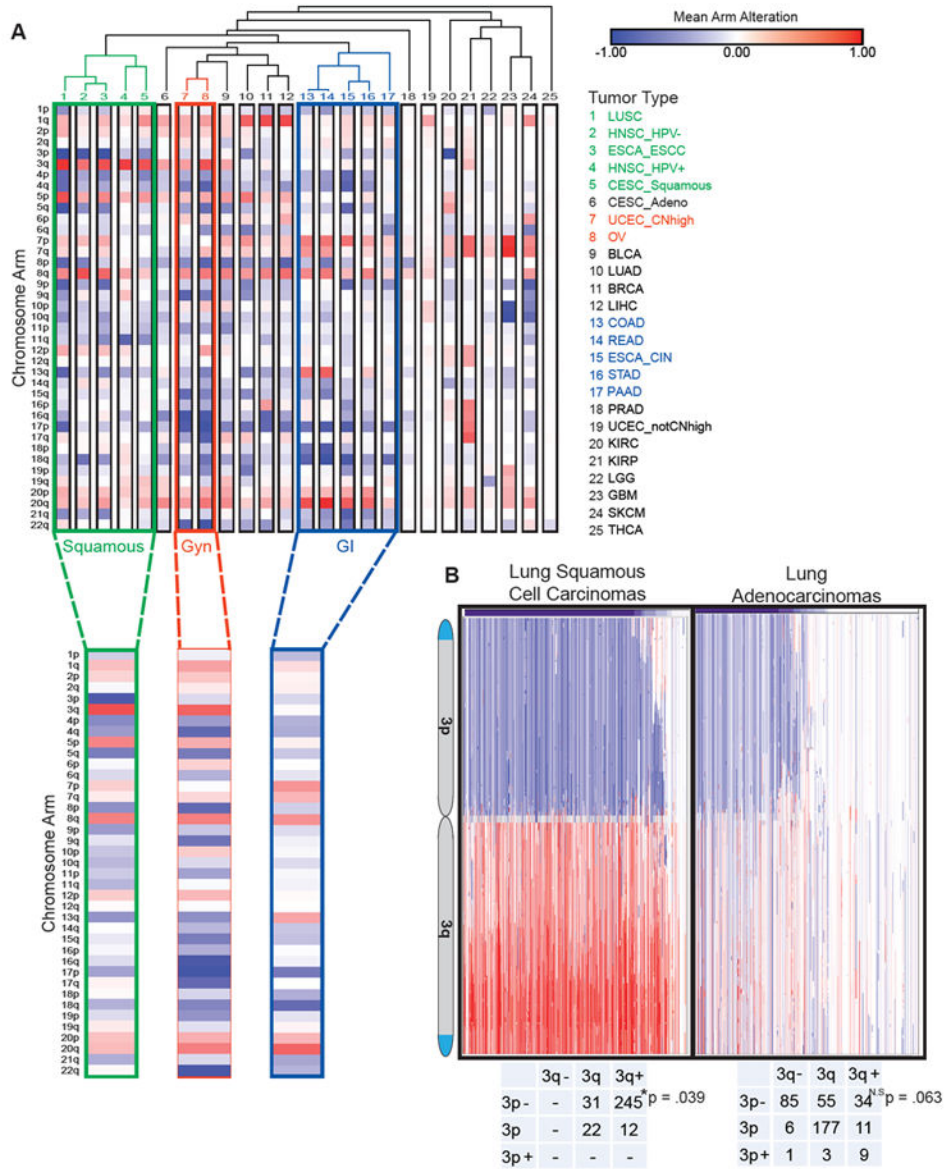 A
Mean Arm Alteration
-1.00 0.00 1.00
1 2 3 4 5 6 7 8 9 10 11 12 13 14 15 16 17 18 19 20 21 22 23 24 25
Chromosome Arm
1p
1q
2p
2q
3p
3q
4p
4q
5p
5q
6p
6q
7p
7q
8p
8q
9p
9q
10p
10q
11p
11q
12p
12q
13q
14q
15q
16p
16q
17p
17q
18p
18q
19p
19q
20p
20q
21q
22q
Tumor Type
1 LUSC
2 HNSC_HPV-
3 ESCA_ESCC
4 HNSC_HPV+
5 CESC_Squamous
6 CESC_Adeno
7 UCEC_CNhigh
8 OV
9 BLCA
10 LUAD
11 BRCA
12 LIHC
13 COAD
14 READ
15 ESCA_CIN
16 STAD
17 PAAD
18 PRAD
19 UCEC_notCNhigh
20 KIRC
21 KIRP
22 LGG
23 GBM
24 SKCM
25 THCA
Squamous Gyn GI
Chromosome Arm
1p
1q
2p
2q
3p
3q
4p
4q
5p
5q
6p
6q
7p
7q
8p
8q
9p
9q
10p
10q
11p
11q
12p
12q
13q
14q
15q
16p
16q
17p
17q
18p
18q
19p
19q
20p
20q
21q
22q
B
Lung Squamous
Cell Carcinomas
Lung
Adenocarcinomas
3p
3q
3q- 3q 3q+
3p- - 31 245 *p = .039
3p - 22 12
3p+ - - -
3q- 3q 3q+
3p- 85 55 34 N.S p = .063
3p 6 177 11
3p+ 1 3 9